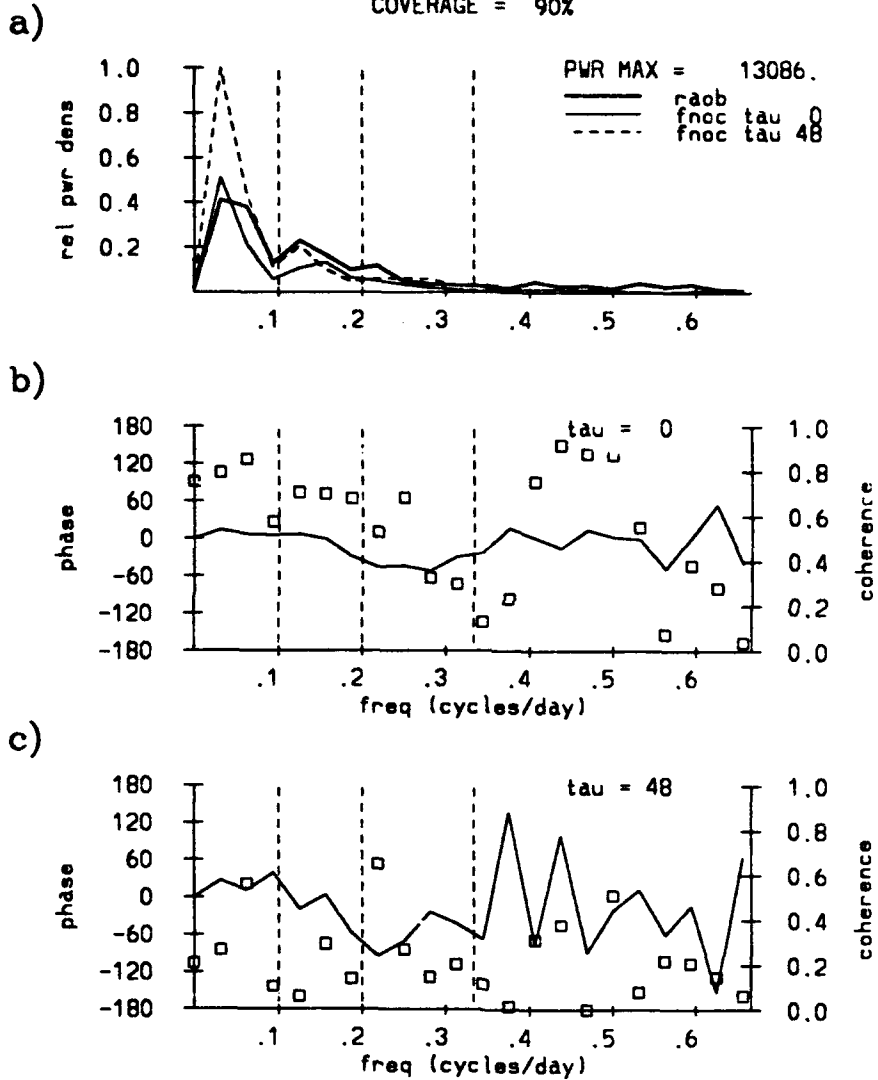 COVERAGE = 90%
a)
PWR MAX = 13086.
raob
fnoc tau 0
fnoc tau 48
rel pwr dens
1.0
0.8
0.6
0.4
0.2
.1 .2 .3 .4 .5 .6
b)
tau = 0
phase
180
120
60
0
-60
-120
-180
coherence
1.0
0.8
0.6
0.4
0.2
0.0
.1 .2 .3 .4 .5 .6
freq (cycles/day)
c)
tau = 48
phase
180
120
60
0
-60
-120
-180
coherence
1.0
0.8
0.6
0.4
0.2
0.0
.1 .2 .3 .4 .5 .6
freq (cycles/day)